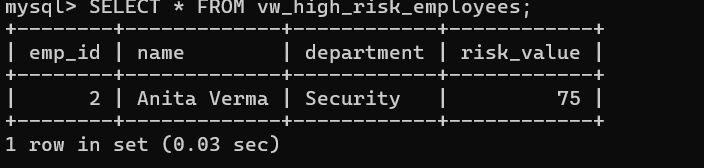 mysql> SELECT * FROM vw_high_risk_employees;
+--------+-------------+------------+------------+
| emp_id | name        | department | risk_value |
+--------+-------------+------------+------------+
|      2 | Anita Verma | Security   |         75 |
+--------+-------------+------------+------------+
1 row in set (0.03 sec)